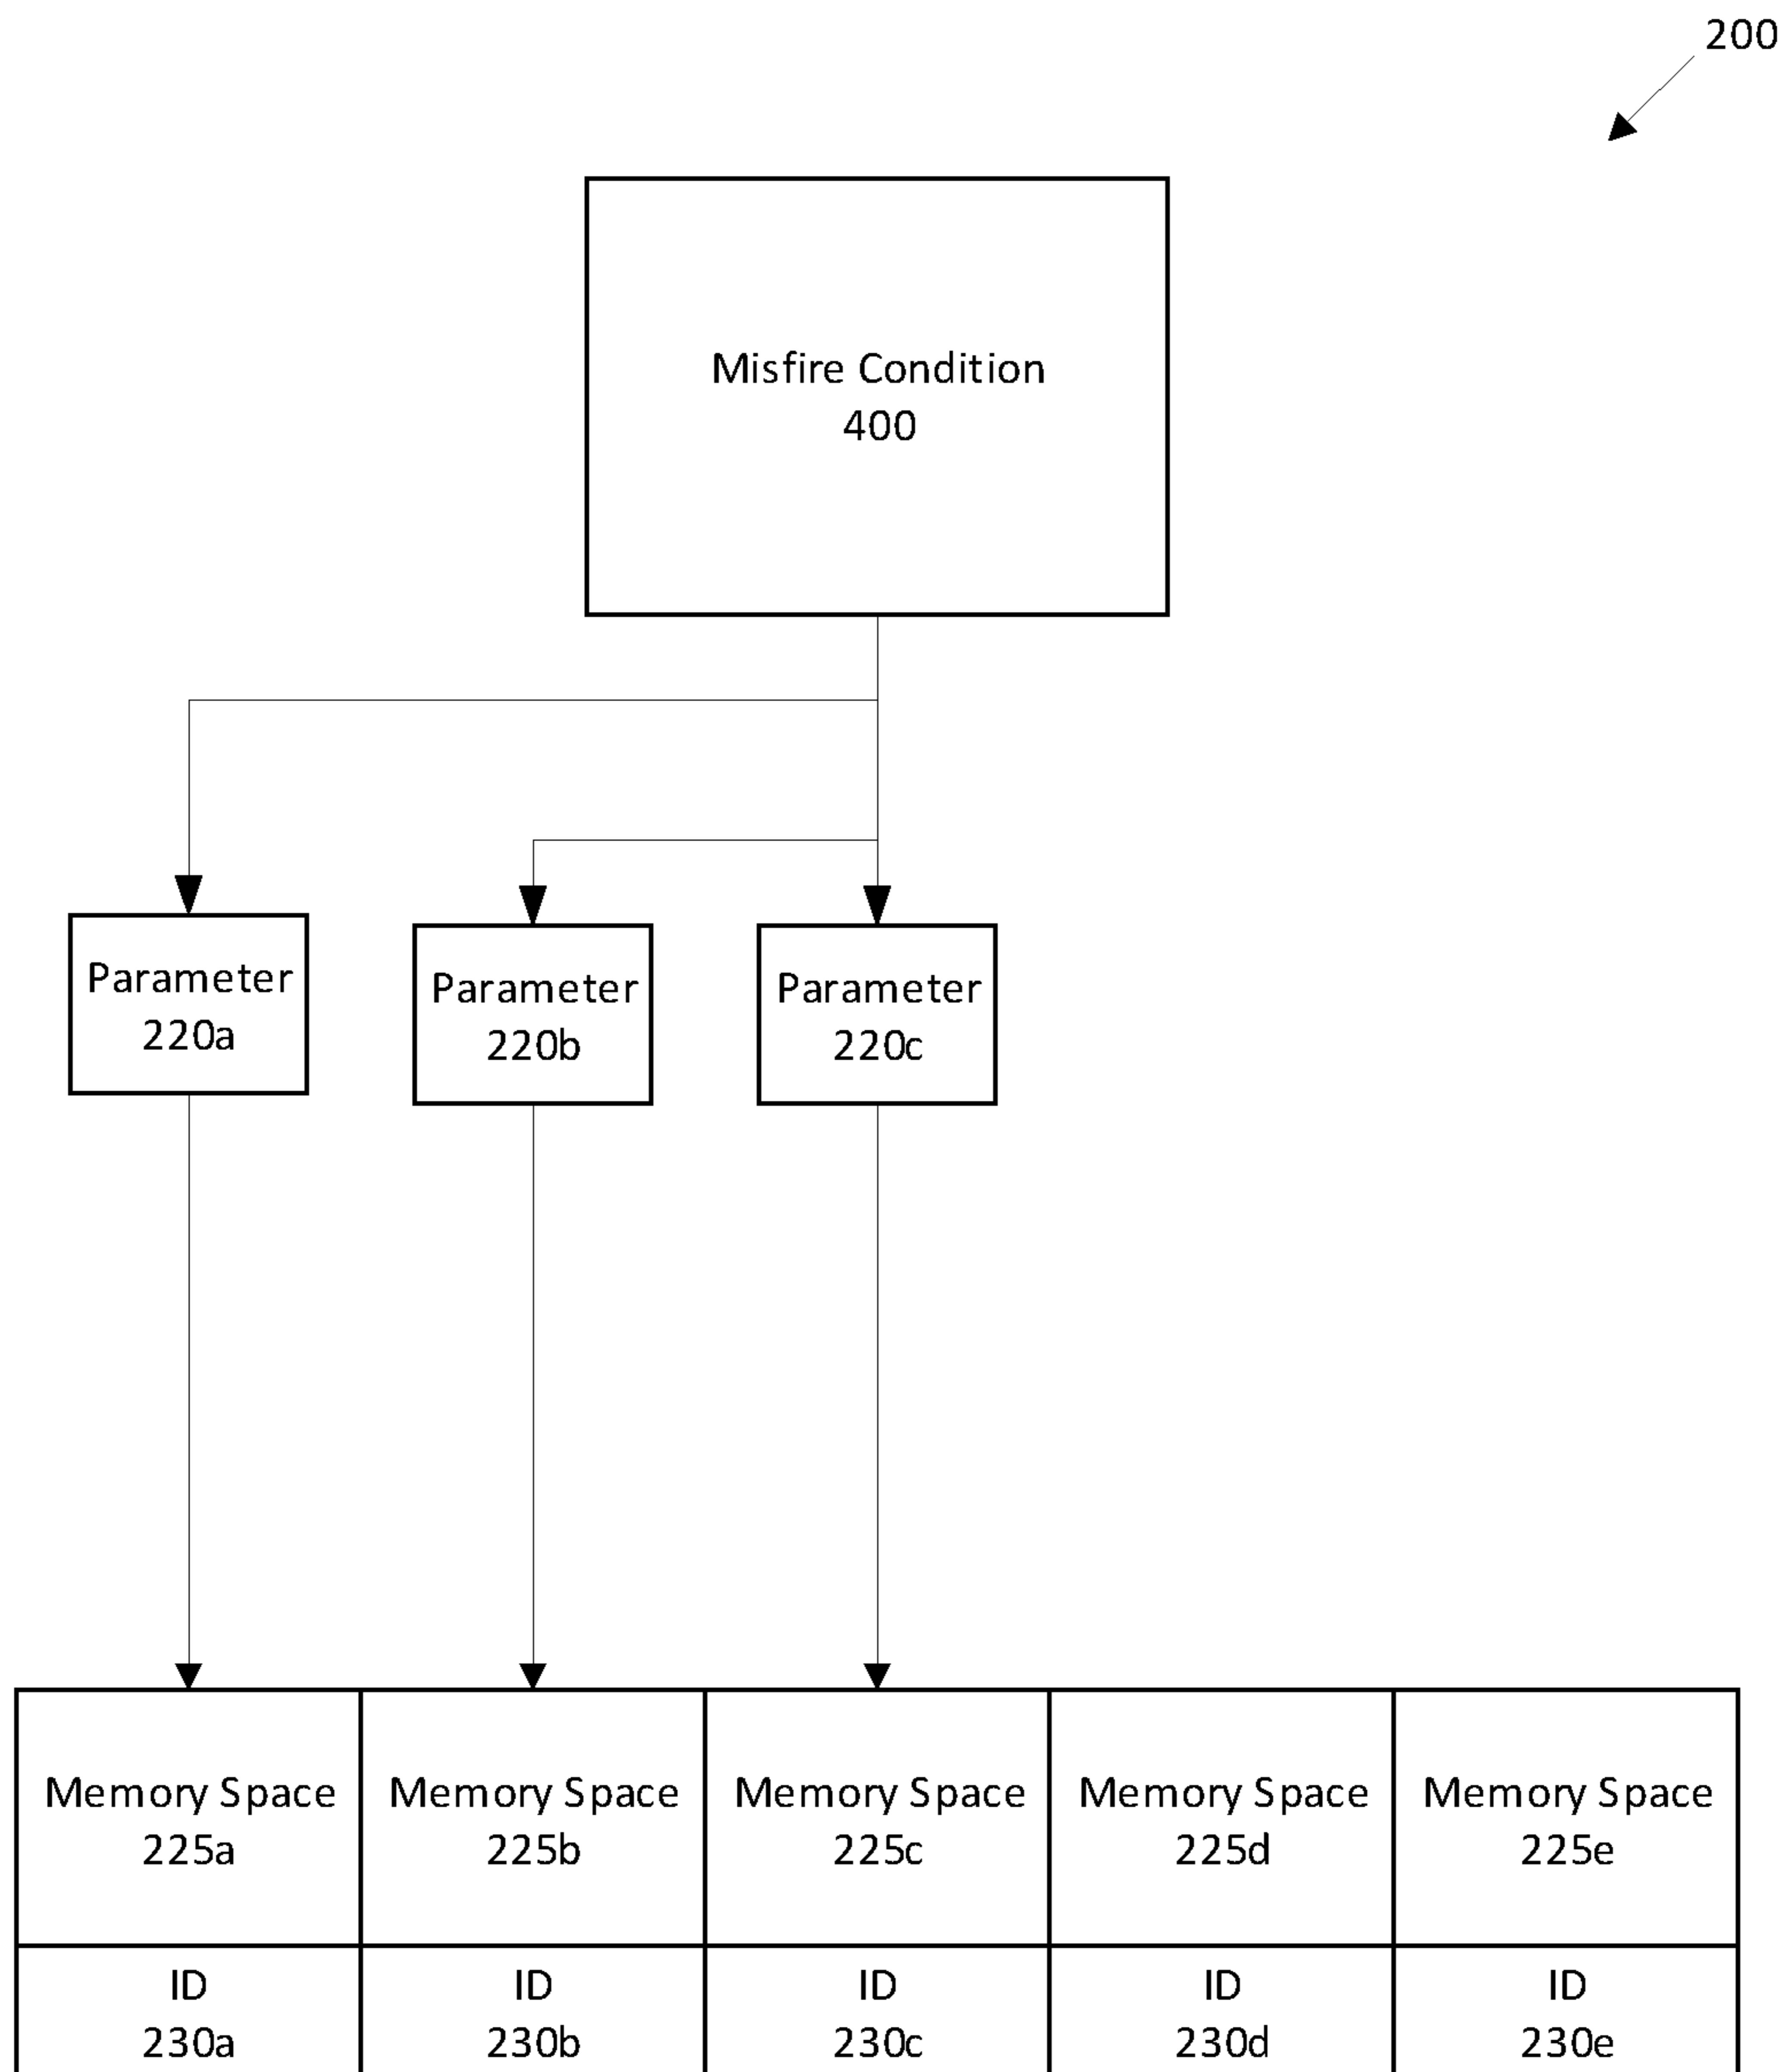 200
Misfire Condition
400
Parameter
220a
Parameter
220b
Parameter
220c
Memory Space
225a
Memory Space
225b
Memory Space
225c
Memory Space
225d
Memory Space
225e
ID
230a
ID
230b
ID
230c
ID
230d
ID
230e